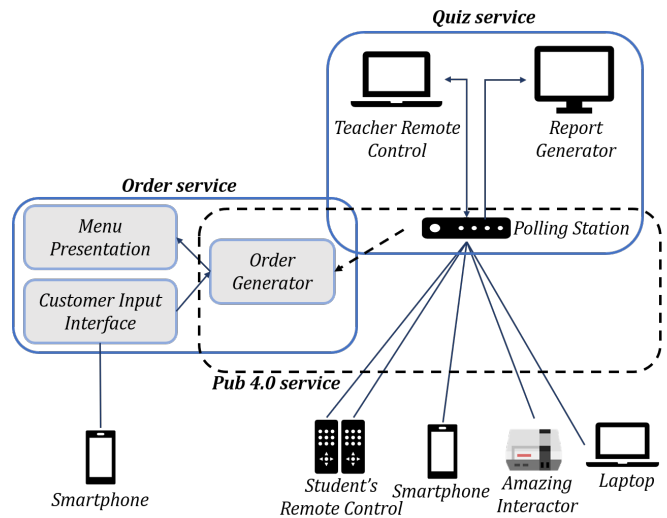 Quiz service
Teacher Remote
Control
Report
Generator
Order service
Menu
Presentation
Order
Generator
Polling Station
Customer Input
Interface
Pub 4.0 service
Smartphone
Student's
Remote Control
Smartphone
Amazing
Interactor
Laptop